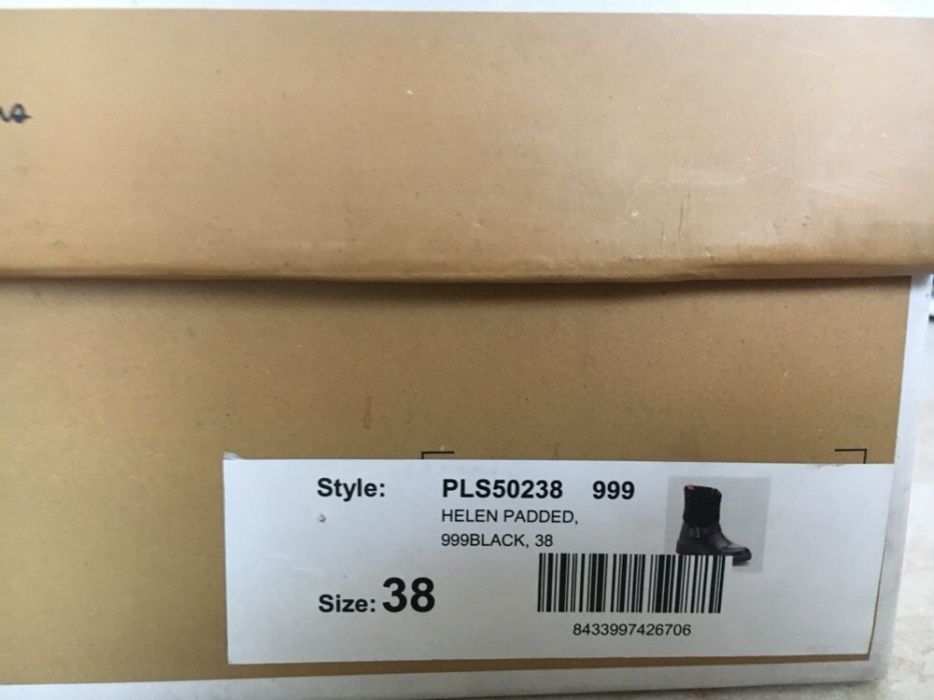 Style: PLS50238 999
HELEN PADDED,
999BLACK, 38
Size: 38
8433997426706